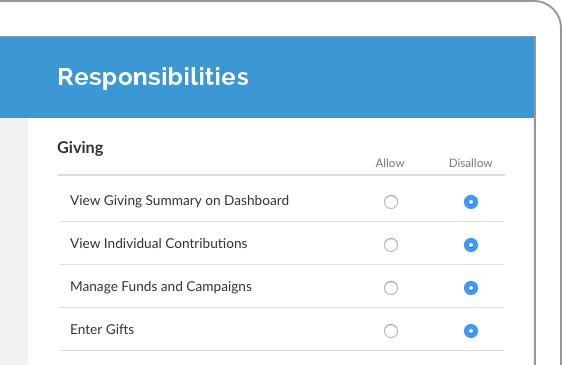 Responsibilities
Giving
Allow Disallow
View Giving Summary on Dashboard
View Individual Contributions
Manage Funds and Campaigns
Enter Gifts